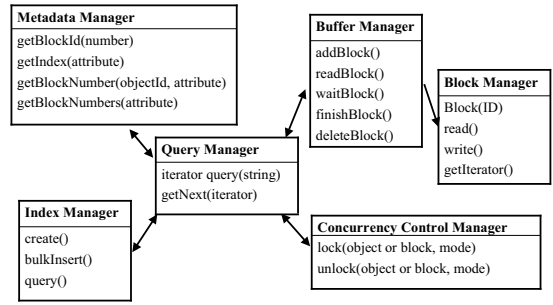 Metadata Manager
getBlockId(number)
getIndex(attribute)
getBlockNumber(objectId, attribute)
getBlockNumbers(attribute)
Buffer Manager
addBlock()
readBlock()
waitBlock()
finishBlock()
deleteBlock()
Block Manager
Block(ID)
read()
write()
getIterator()
Query Manager
iterator query(string)
getNext(iterator)
Index Manager
create()
bulkInsert()
query()
Concurrency Control Manager
lock(object or block, mode)
unlock(object or block, mode)